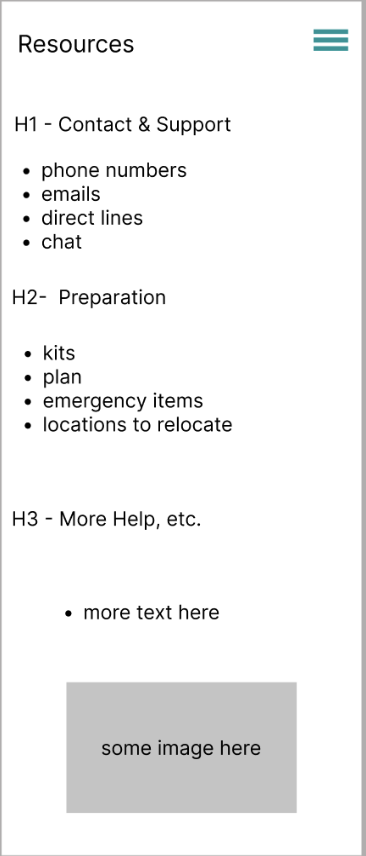 Resources
H1 - Contact & Support
• phone numbers
• emails
• direct lines
• chat
H2-  Preparation
• kits
• plan
• emergency items
• locations to relocate
H3 - More Help, etc.
• more text here
some image here